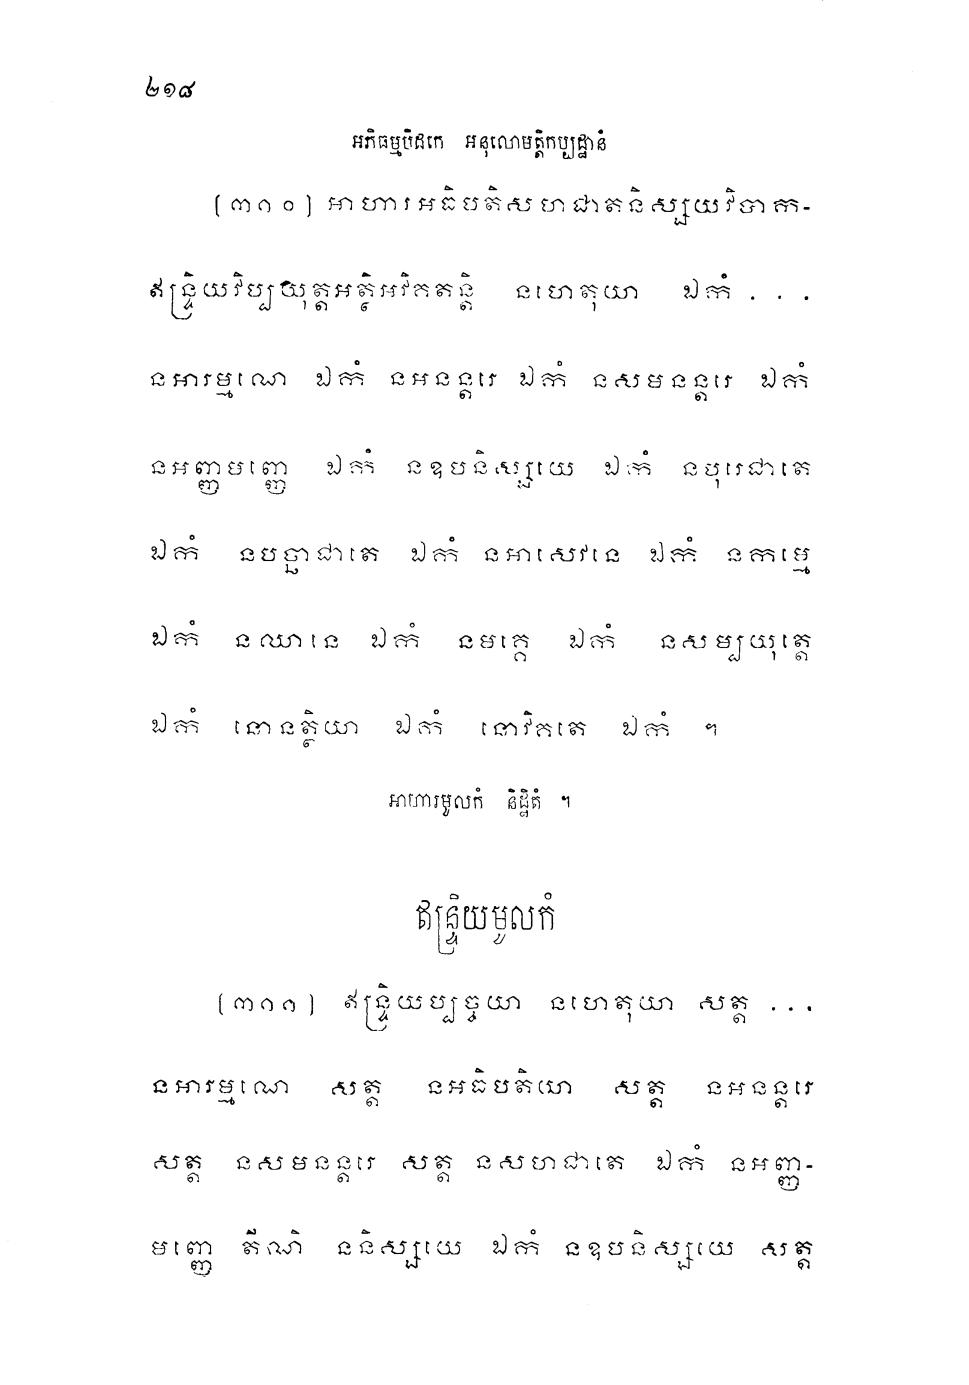 ២១៨
អភិធម្មបិដកេ អនុលោមត្តិកប្បដ្ឋានំ
(៣១០) អាហារអធិបតិសហជាតនិស្សយវិបាក-
ឥន្ទ្រិយវិប្បយុត្តអត្ថិអវិគតន្តិ នហេតុយា ឯកំ . . .
នអារម្មណេ ឯកំ នអនន្តរេ ឯកំ នសមនន្តរេ ឯកំ
នអញ្ញមញ្ញេ ឯកំ នឧបនិស្សយេ ឯកំ នបុរេជាតេ
ឯកំ នបច្ឆាជាតេ ឯកំ នអាសេវនេ ឯកំ នកម្មេ
ឯកំ នឈានេ ឯកំ នមគ្គេ ឯកំ នសម្បយុត្តេ
ឯកំ នោនត្ថិយា ឯកំ នោវិគតេ ឯកំ ។
អាហារមូលកំ និដ្ឋិតំ ។
ឥន្ទ្រិយមូលកំ
(៣១១) ឥន្ទ្រិយប្បច្ចយា នហេតុយា សត្ត ...
នអារម្មណេ សត្ត នអធិបតិយា សត្ត នអនន្តរេ
សត្ត នសមនន្តរេ សត្ត នសហជាតេ ឯកំ នអញ្ញ-
មញ្ញេ តីណិ ននិស្សយេ ឯកំ នឧបនិស្សយេ សត្ត